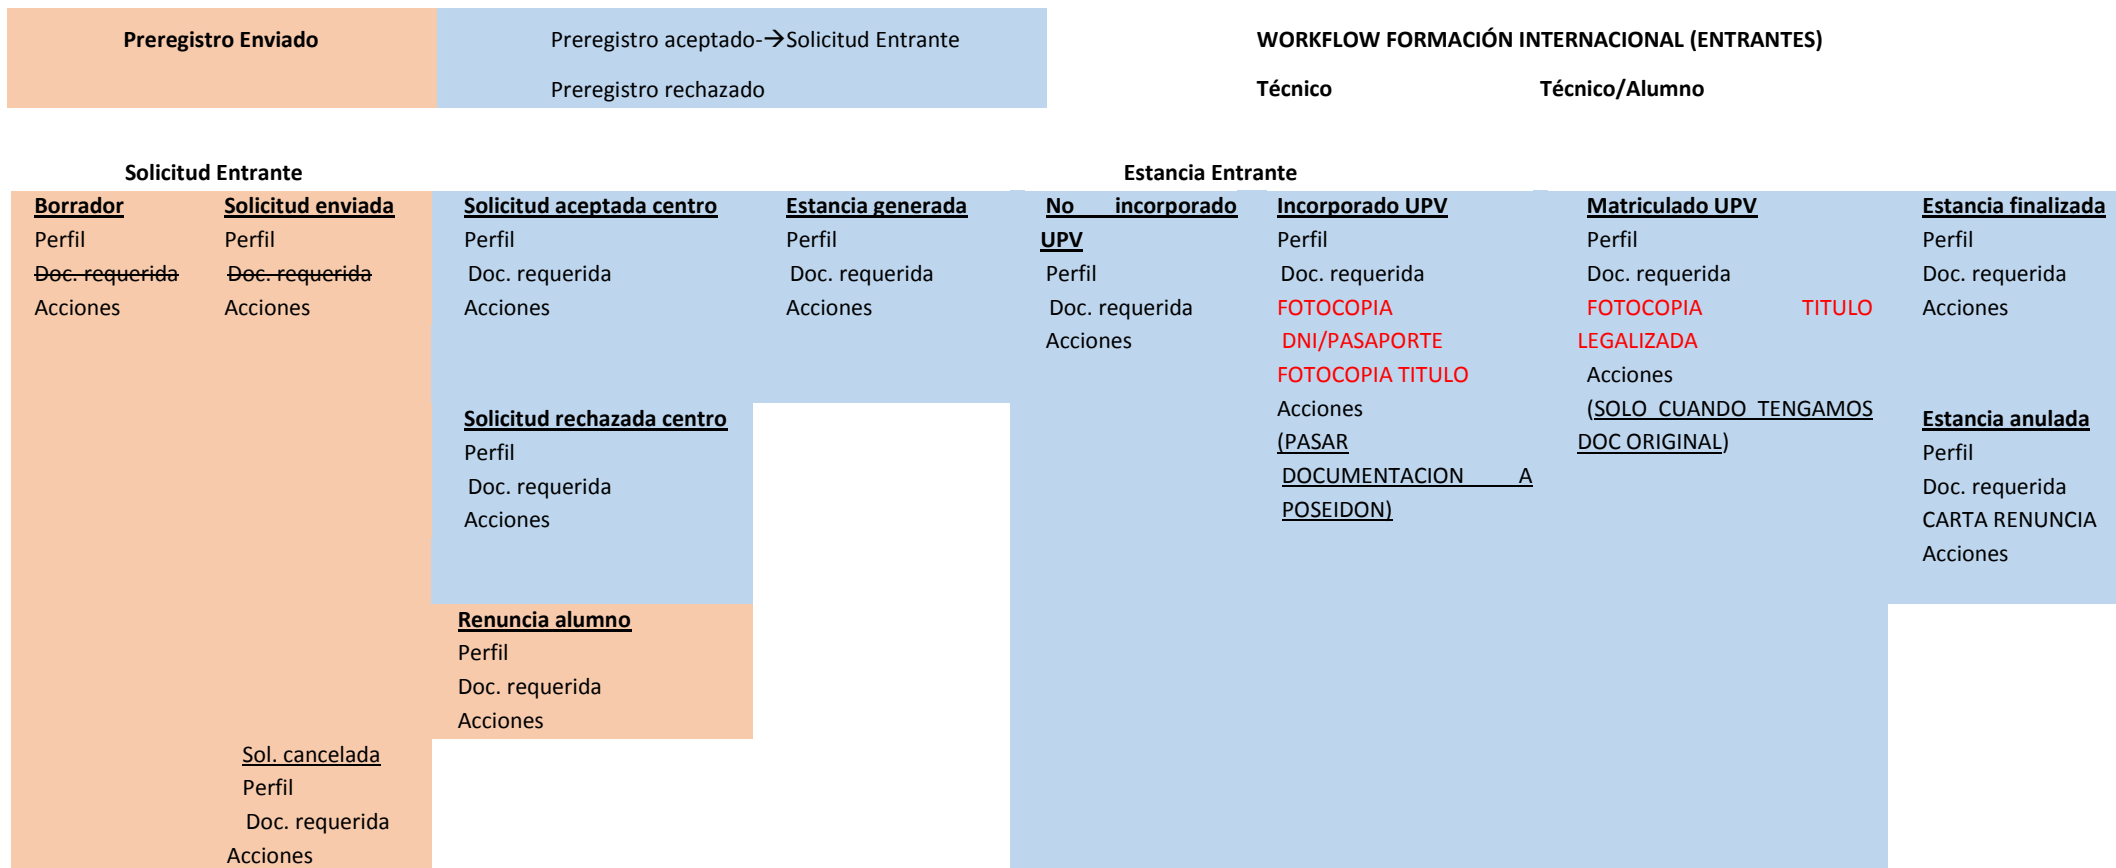 Preregistro Enviado
Preregistro aceptado-→Solicitud Entrante
Preregistro rechazado
WORKFLOW FORMACIÓN INTERNACIONAL (ENTRANTES)
Técnico
Técnico/Alumno
Solicitud Entrante
Estancia Entrante
Borrador
Perfil
Doc. requerida
Acciones
Solicitud enviada
Perfil
Doc. requerida
Acciones
Sol. cancelada
Perfil
Doc. requerida
Acciones
Solicitud aceptada centro
Perfil
Doc. requerida
Acciones
Solicitud rechazada centro
Perfil
Doc. requerida
Acciones
Renuncia alumno
Perfil
Doc. requerida
Acciones
Estancia generada
Perfil
Doc. requerida
Acciones
No incorporado
UPV
Perfil
Doc. requerida
Acciones
Incorporado UPV
Perfil
Doc. requerida
FOTOCOPIA
DNI/PASAPORTE
FOTOCOPIA TITULO
Acciones
(PASAR
DOCUMENTACION A
POSEIDON)
Matriculado UPV
Perfil
Doc. requerida
FOTOCOPIA TITULO
LEGALIZADA
Acciones
(SOLO CUANDO TENGAMOS
DOC ORIGINAL)
Estancia finalizada
Perfil
Doc. requerida
Acciones
Estancia anulada
Perfil
Doc. requerida
CARTA RENUNCIA
Acciones